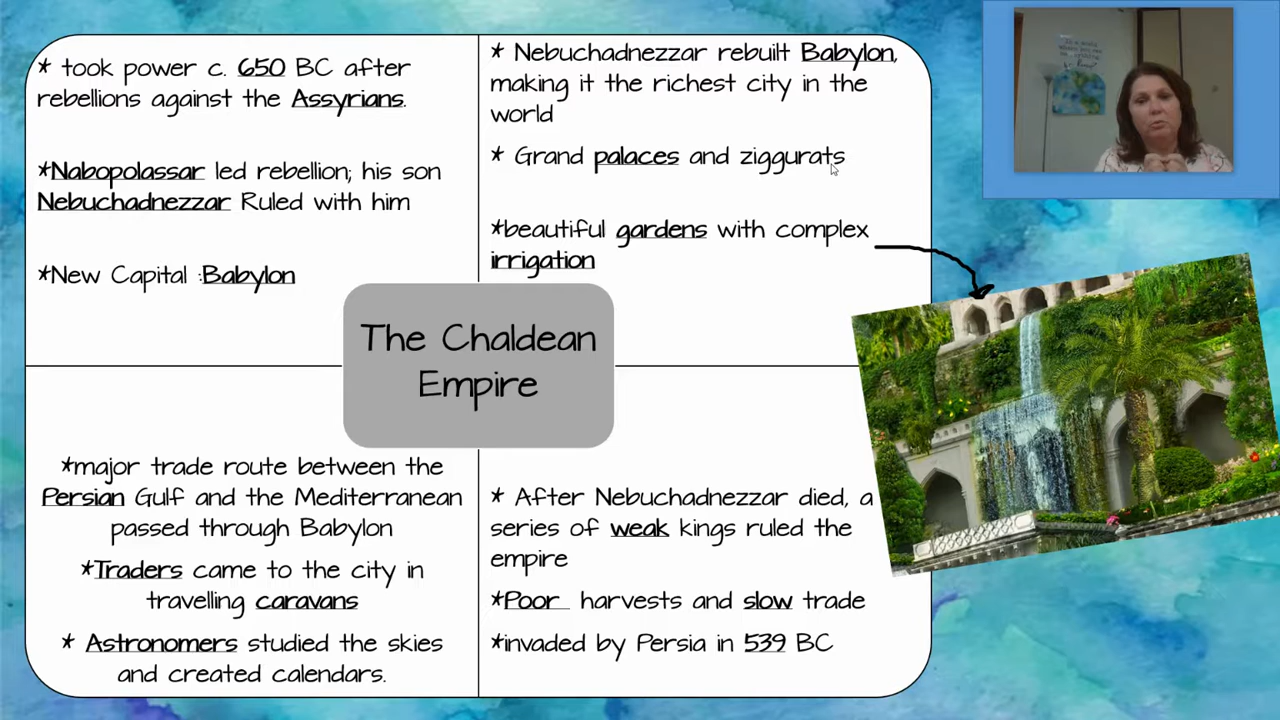 * took power c. 650 BC after
rebellions against the Assyrians.
*Nabopolassar led rebellion; his son
Nebuchadnezzar Ruled with him
*New Capital :Babylon
* Nebuchadnezzar rebuilt Babylon,
making it the richest city in the
world
* Grand palaces and ziggurats
*beautiful gardens with complex
irrigation
The Chaldean
Empire
*major trade route between the
Persian Gulf and the Mediterranean
passed through Babylon
*Traders came to the city in
travelling caravans
* Astronomers studied the skies
and created calendars.
* After Nebuchadnezzar died, a
series of weak kings ruled the
empire
*Poor harvests and slow trade
*invaded by Persia in 539 BC